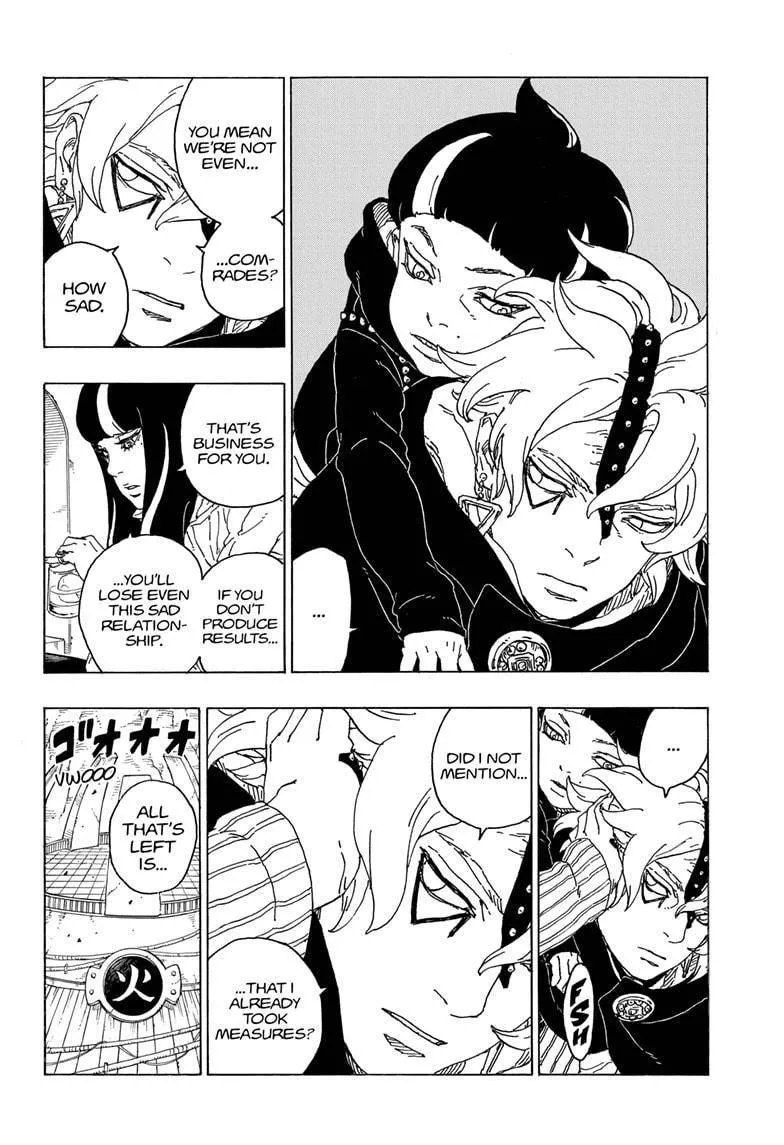 ...
YOU MEAN
WE'RE NOT
EVEN...
...COM-
RADES?
HOW
SAD.
THAT'S
BUSINESS
FOR YOU.
IF YOU
DON'T
PRODUCE
RESULTS...
...YOU'LL
LOSE EVEN
THIS SAD
RELATION-
SHIP.
...
FSH
DID I NOT
MENTION...
...THAT I
ALREADY
TOOK
MEASURES?
ゴオオオ
VWOOO
ALL
THAT'S
LEFT
IS...
火